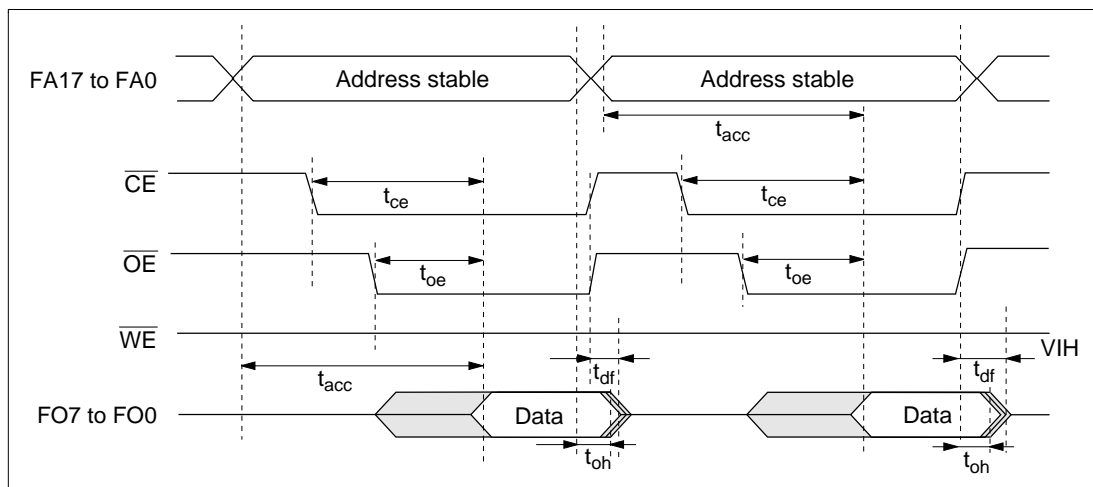 FA17 to FA0
Address stable
Address stable
tacc
CE
tce
tce
OE
toe
toe
WE
VIH
tacc
tdf
tdf
FO7 to FO0
Data
Data
toh
toh